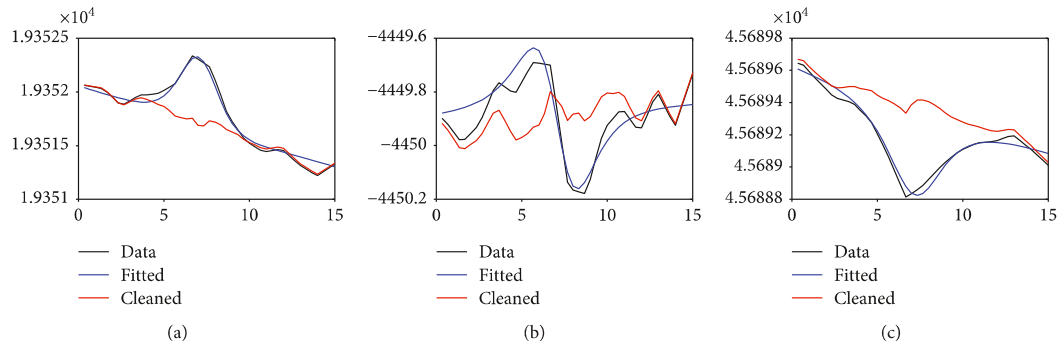 ×10⁴
1.93525
1.9352
1.93515
1.9351
0 5 10 15
Data
Fitted
Cleaned
(a)
−4449.6
−4449.8
−4450
−4450.2
0 5 10 15
Data
Fitted
Cleaned
(b)
×10⁴
4.56898
4.56896
4.56894
4.56892
4.5689
4.56888
0 5 10 15
Data
Fitted
Cleaned
(c)